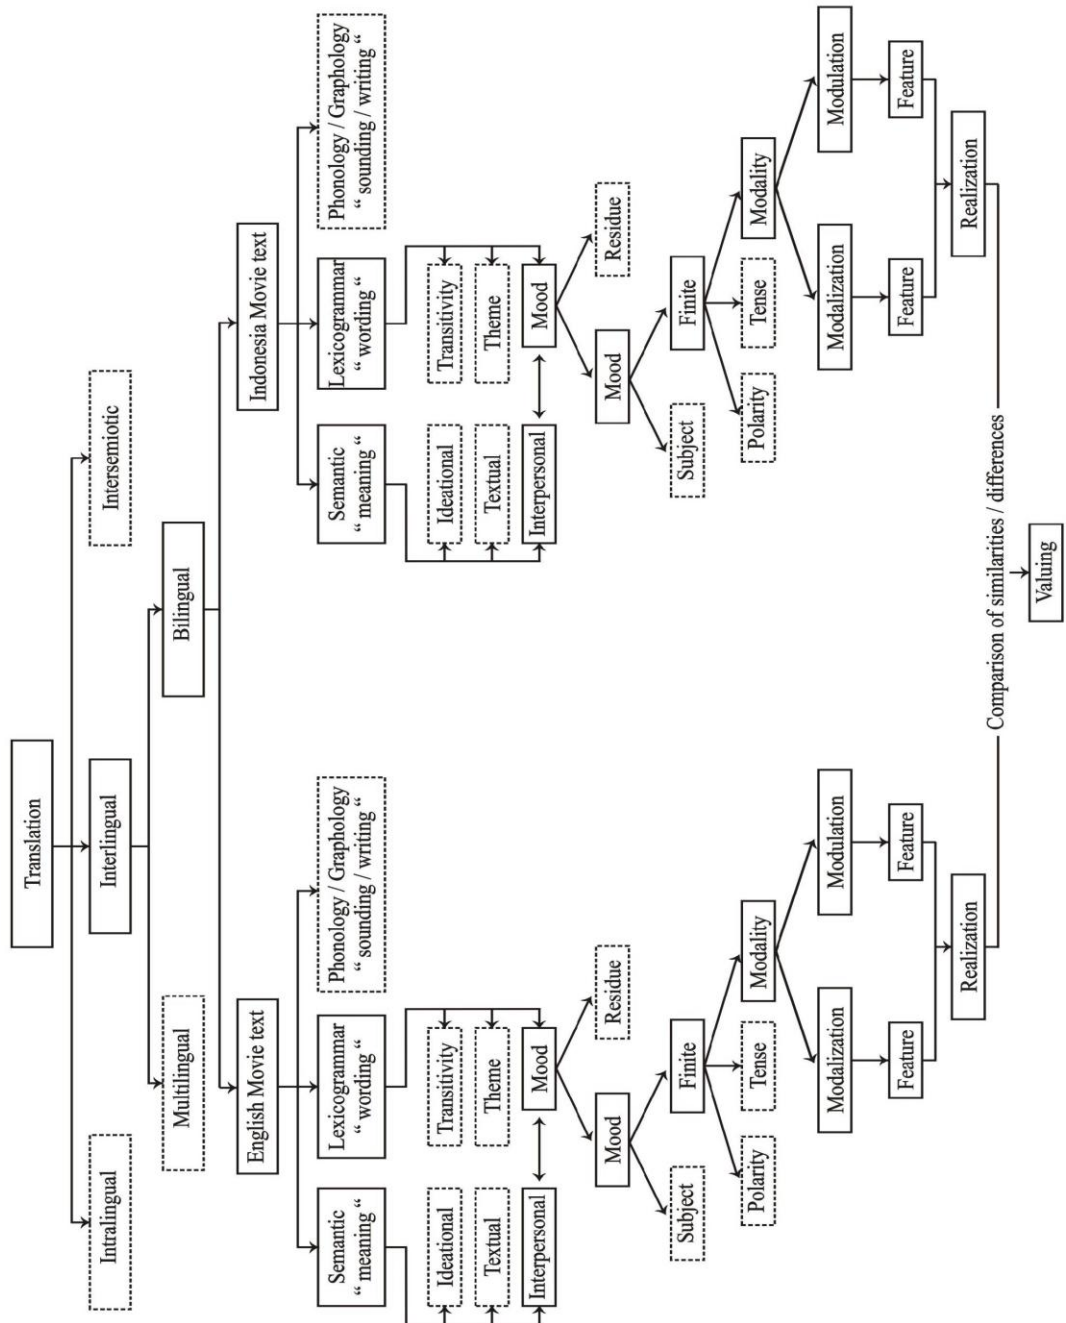 Translation
Intralingual
Interlingual
Intersemiotic
Multilingual
Bilingual
English Movie text
Indonesia Movie text
Semantic
“ meaning “
Lexicogrammar
“ wording “
Phonology / Graphology
“ sounding / writing “
Semantic
“ meaning “
Lexicogrammar
“ wording “
Phonology / Graphology
“ sounding / writing “
Ideational
Transitivity
Ideational
Transitivity
Textual
Theme
Textual
Theme
Interpersonal
Mood
Interpersonal
Mood
Mood
Residue
Mood
Residue
Subject
Finite
Subject
Finite
Polarity
Tense
Modality
Polarity
Tense
Modality
Modalization
Modulation
Modalization
Modulation
Feature
Feature
Feature
Feature
Realization
Realization
Comparison of similarities / differences
Valuing